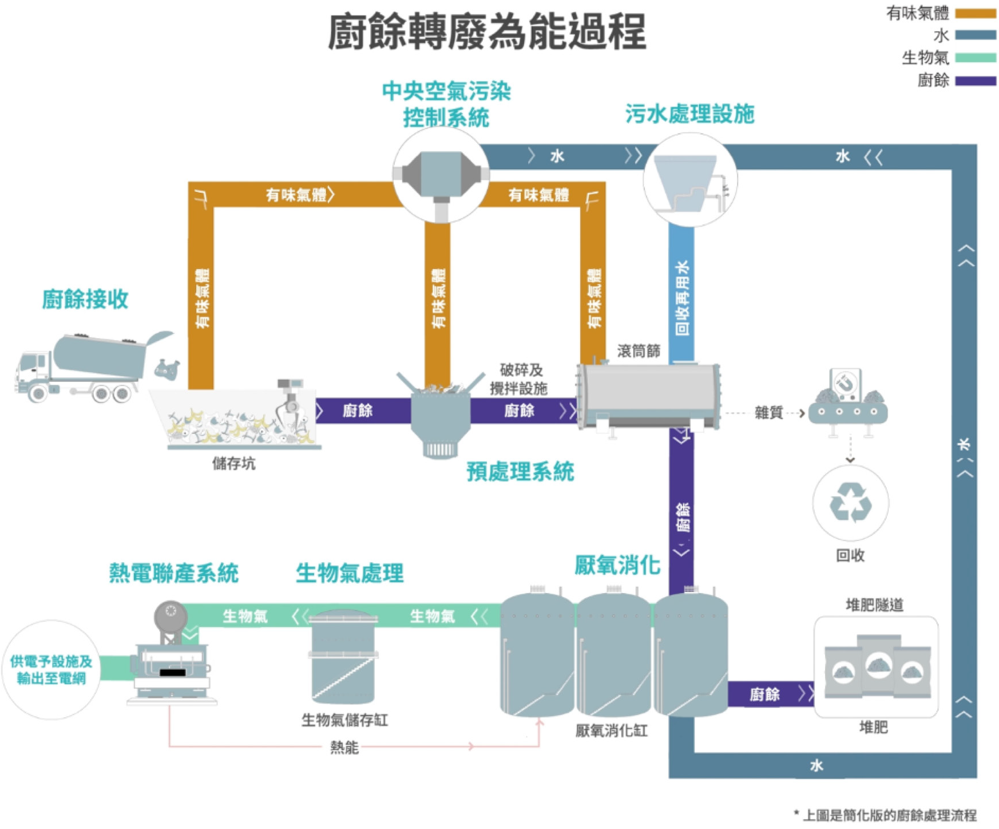 廚餘轉廢為能過程
有味氣體
水
生物氣
廚餘
中央空氣污染
控制系統
污水處理設施
水
水
有味氣體
有味氣體
有味氣體
有味氣體
有味氣體
回收再用水
廚餘接收
滾筒篩
破碎及
攪拌設施
廚餘
廚餘
雜質
水
儲存坑
預處理系統
廚餘
回收
熱電聯產系統
生物氣處理
厭氧消化
堆肥隧道
生物氣
生物氣
供電予設施及
輸出至電網
廚餘
生物氣儲存缸
厭氧消化缸
堆肥
熱能
水
* 上圖是簡化版的廚餘處理流程